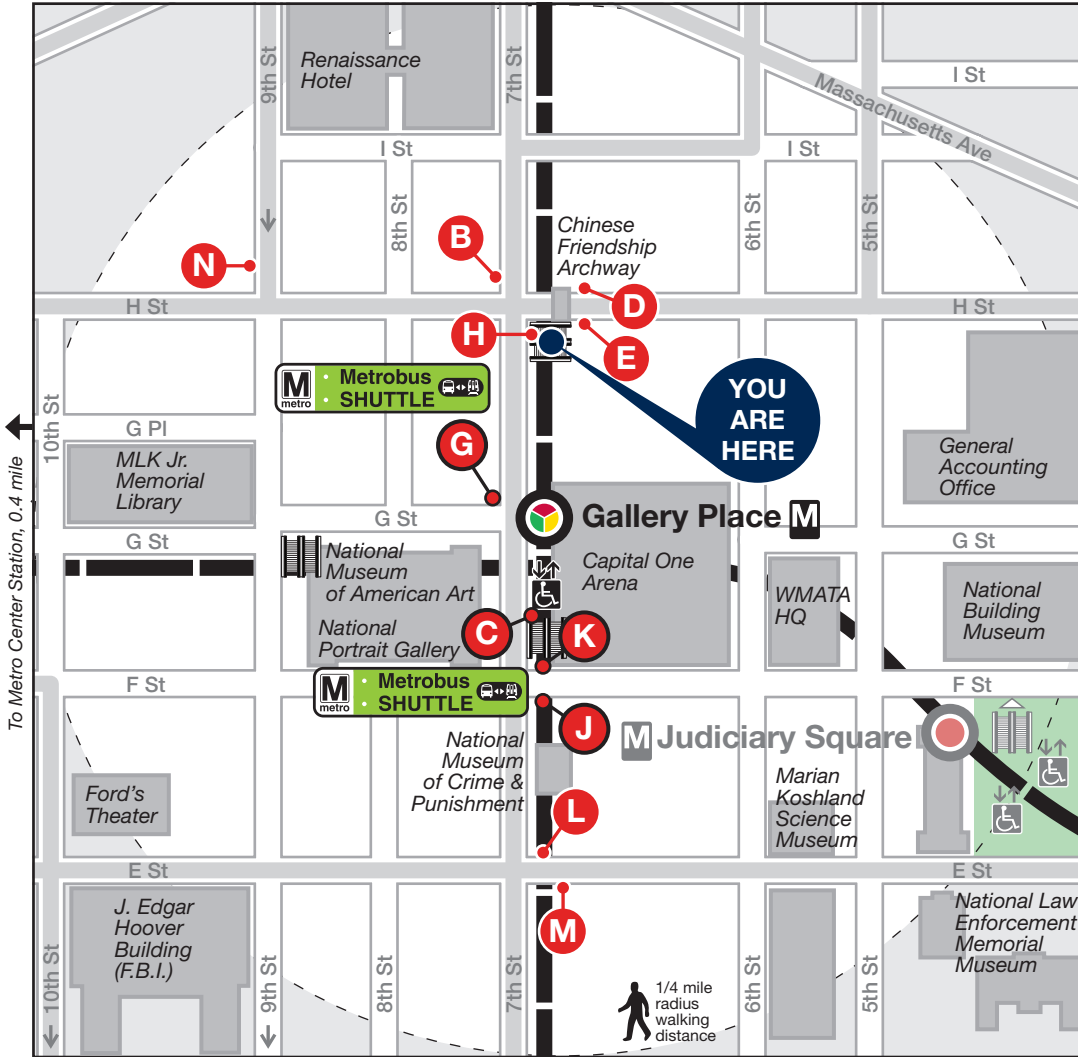 9th St
Renaissance
Hotel
7th St
I St
Massachusetts Ave
I St
I St
8th St
6th St
5th St
Chinese
Friendship
Archway
N
B
D
H St
H St
H
E
M
metro
Metrobus
SHUTTLE
YOU
ARE
HERE
10th St
G Pl
G
MLK Jr.
Memorial
Library
General
Accounting
Office
To Metro Center Station, 0.4 mile
G St
Gallery Place M
G St
G St
National
Museum
of American Art
Capital One
Arena
WMATA
HQ
National
Building
Museum
National
Portrait Gallery
C
K
F St
F St
M
metro
Metrobus
SHUTTLE
J
M Judiciary Square
National
Museum
of Crime &
Punishment
Marian
Koshland
Science
Museum
Ford's
Theater
L
E St
E St
J. Edgar
Hoover
Building
(F.B.I.)
M
National Law
Enforcement
Memorial
Museum
10th St
9th St
8th St
7th St
6th St
5th St
1/4 mile
radius
walking
distance